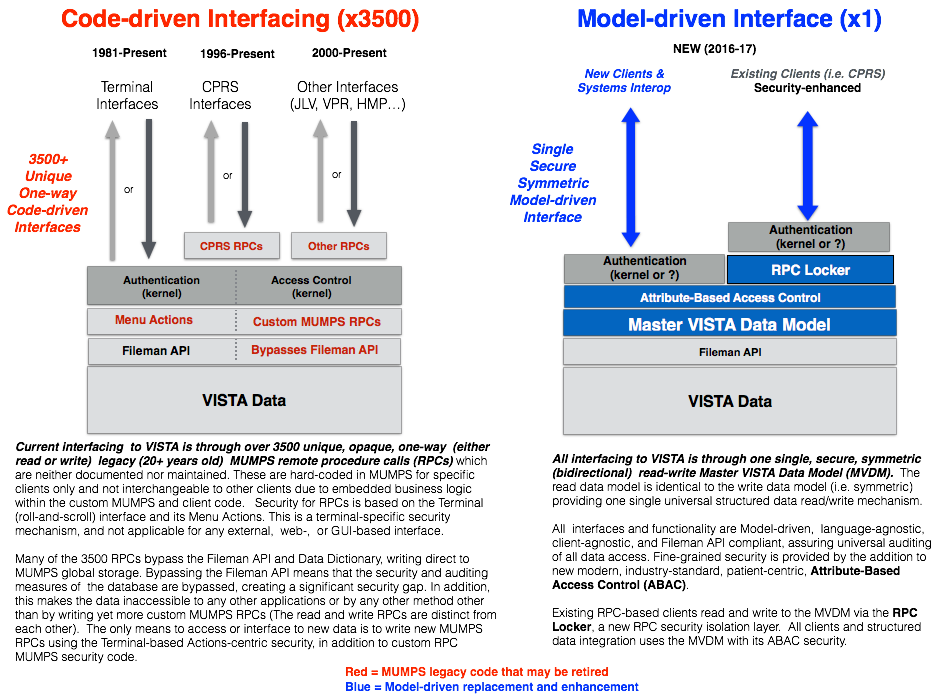 Code-driven Interfacing (x3500)
1981-Present
1996-Present
2000-Present
Terminal
Interfaces
CPRS
Interfaces
Other Interfaces
(JLV, VPR, HMP…)
3500+
Unique
One-way
Code-driven
Interfaces
or
or
or
CPRS RPCs
Other RPCs
Authentication
(kernel)
Access Control
(kernel)
Menu Actions
Custom MUMPS RPCs
Fileman API
Bypasses Fileman API
VISTA Data
Current interfacing to VISTA is through over 3500 unique, opaque, one-way (either
read or write) legacy (20+ years old) MUMPS remote procedure calls (RPCs) which
are neither documented nor maintained. These are hard-coded in MUMPS for specific
clients only and not interchangeable to other clients due to embedded business logic
within the custom MUMPS and client code. Security for RPCs is based on the Terminal
(roll-and-scroll) interface and its Menu Actions. This is a terminal-specific security
mechanism, and not applicable for any external, web-, or GUI-based interface.
Many of the 3500 RPCs bypass the Fileman API and Data Dictionary, writing direct to
MUMPS global storage. Bypassing the Fileman API means that the security and auditing
measures of the database are bypassed, creating a significant security gap. In addition,
this makes the data inaccessible to any other applications or by any other method other
than by writing yet more custom MUMPS RPCs (The read and write RPCs are distinct from
each other). The only means to access or interface to new data is to write new MUMPS
RPCs using the Terminal-based Actions-centric security, in addition to custom RPC
MUMPS security code.
Model-driven Interface (x1)
NEW (2016-17)
New Clients &
Systems Interop
Existing Clients (i.e. CPRS)
Security-enhanced
Single
Secure
Symmetric
Model-driven
Interface
Authentication
(kernel or ?)
Authentication
(kernel or ?)
RPC Locker
Attribute-Based Access Control
Master VISTA Data Model
Fileman API
VISTA Data
All interfacing to VISTA is through one single, secure, symmetric
(bidirectional) read-write Master VISTA Data Model (MVDM). The
read data model is identical to the write data model (i.e. symmetric)
providing one single universal structured data read/write mechanism.
All interfaces and functionality are Model-driven, language-agnostic,
client-agnostic, and Fileman API compliant, assuring universal auditing
of all data access. Fine-grained security is provided by the addition to
new modern, industry-standard, patient-centric, Attribute-Based
Access Control (ABAC).
Existing RPC-based clients read and write to the MVDM via the RPC
Locker, a new RPC security isolation layer. All clients and structured
data integration uses the MVDM with its ABAC security.
Red = MUMPS legacy code that may be retired
Blue = Model-driven replacement and enhancement